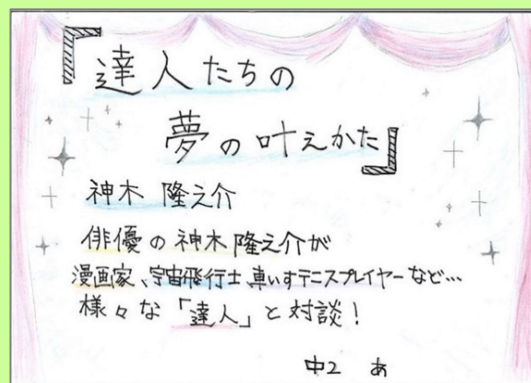 『達人たちの
夢の叶えかた』
神木 隆之介
俳優の神木隆之介が
漫画家、宇宙飛行士、車いすテニスプレイヤーなど…
様々な「達人」と対談！
中2 あ